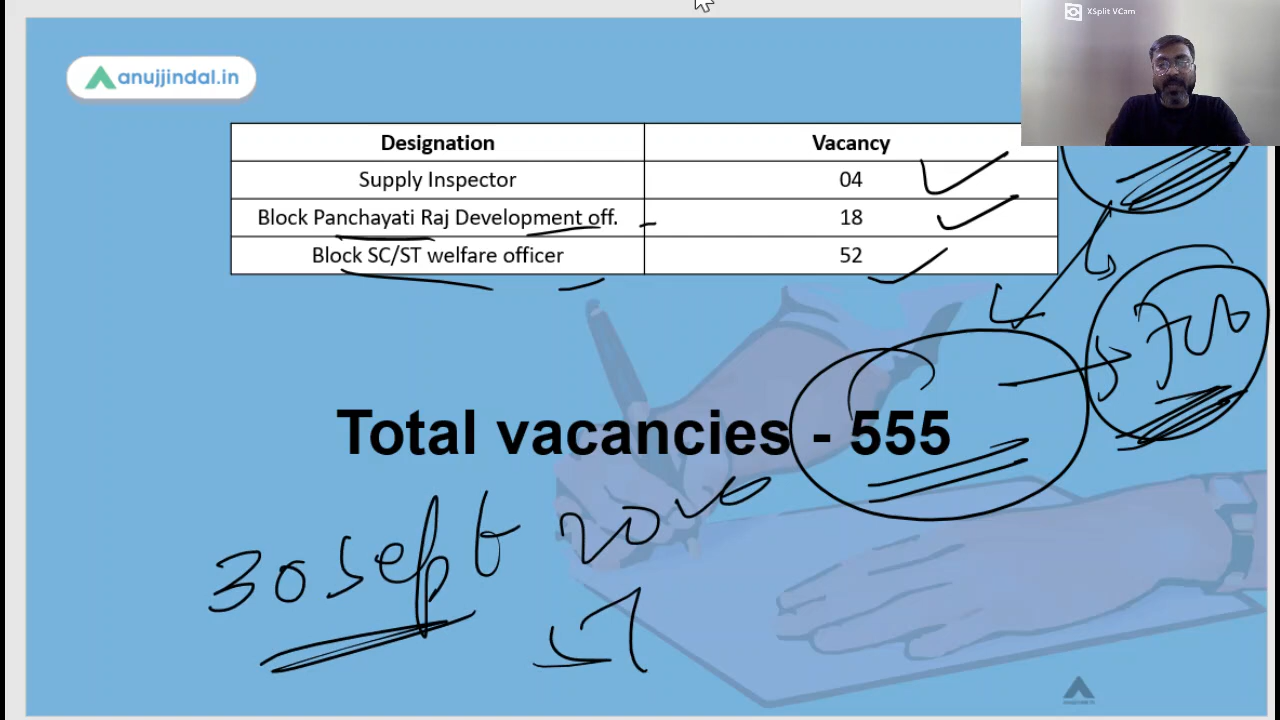 XSplit VCam
anujjindal.in
Designation Vacancy
Supply Inspector 04
Block Panchayati Raj Development off. 18
Block SC/ST welfare officer 52
Total vacancies - 555
30 Sept 2020